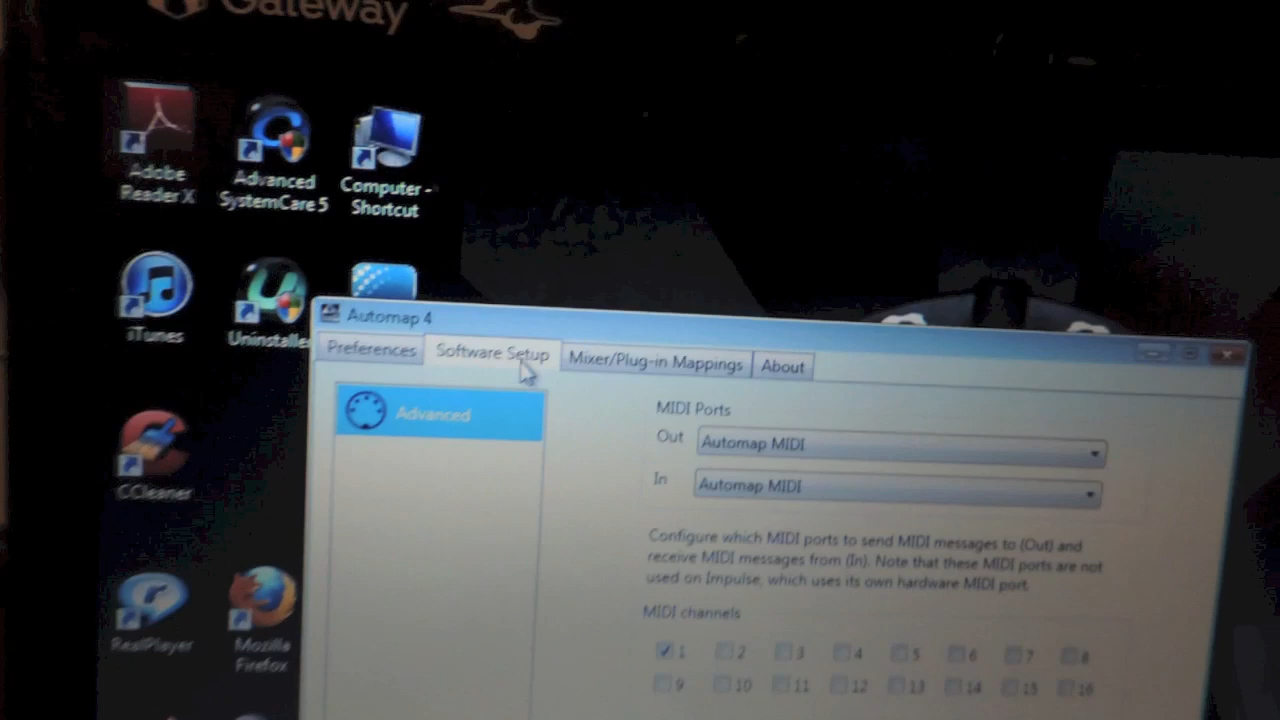 Gateway
Adobe
Reader X
Advanced
SystemCare 5
Computer -
Shortcut
iTunes
Uninstaller
CCleaner
RealPlayer
Mozilla
Firefox
Automap 4
Preferences
Software Setup
Mixer/Plug-in Mappings
About
Advanced
MIDI Ports
Out
Automap MIDI
In
Automap MIDI
Configure which MIDI ports to send MIDI messages to (Out) and
receive MIDI messages from (In). Note that these MIDI ports are not
used on Impulse, which uses its own hardware MIDI port.
MIDI channels
1 2 3 4 5 6 7 8
9 10 11 12 13 14 15 16